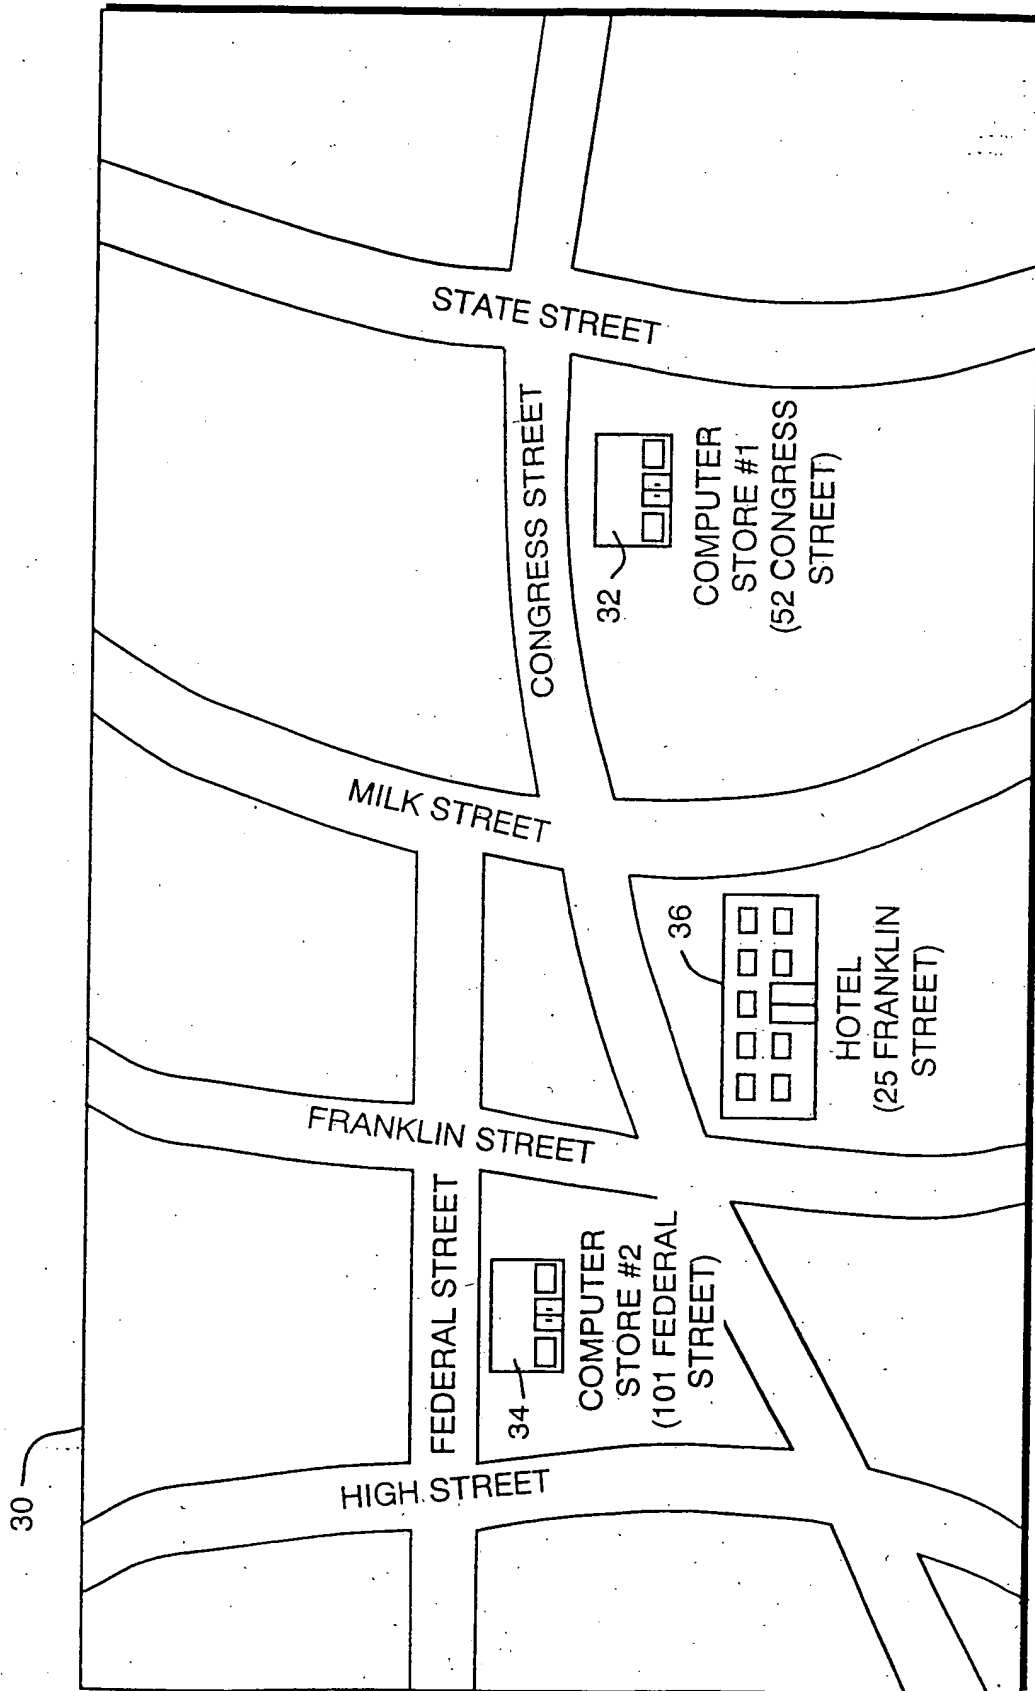 30
HIGH STREET
FEDERAL STREET
FRANKLIN STREET
MILK STREET
CONGRESS STREET
STATE STREET
34
COMPUTER
STORE #2
(101 FEDERAL
STREET)
36
HOTEL
(25 FRANKLIN
STREET)
32
COMPUTER
STORE #1
(52 CONGRESS
STREET)